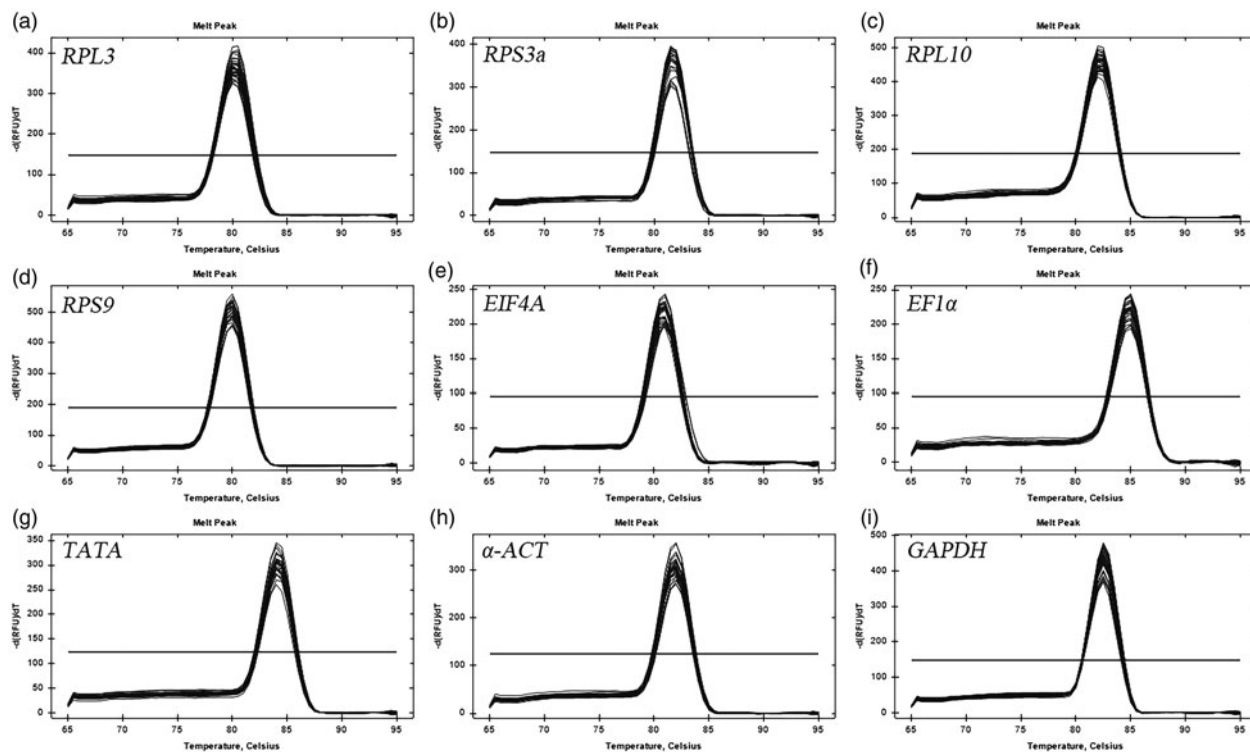 (a)
Melt Peak
RPL3
-d(RFU)/dT
400
300
200
100
0
65 70 75 80 85 90 95
Temperature, Celsius
(b)
Melt Peak
RPS3a
-d(RFU)/dT
400
300
200
100
0
65 70 75 80 85 90 95
Temperature, Celsius
(c)
Melt Peak
RPL10
-d(RFU)/dT
500
400
300
200
100
0
65 70 75 80 85 90 95
Temperature, Celsius
(d)
Melt Peak
RPS9
-d(RFU)/dT
500
400
300
200
100
0
65 70 75 80 85 90 95
Temperature, Celsius
(e)
Melt Peak
EIF4A
-d(RFU)/dT
250
200
150
100
50
0
65 70 75 80 85 90 95
Temperature, Celsius
(f)
Melt Peak
EF1α
-d(RFU)/dT
250
200
150
100
50
0
65 70 75 80 85 90 95
Temperature, Celsius
(g)
Melt Peak
TATA
-d(RFU)/dT
350
300
250
200
150
100
50
0
65 70 75 80 85 90 95
Temperature, Celsius
(h)
Melt Peak
α-ACT
-d(RFU)/dT
300
200
100
0
65 70 75 80 85 90 95
Temperature, Celsius
(i)
Melt Peak
GAPDH
-d(RFU)/dT
500
400
300
200
100
0
65 70 75 80 85 90 95
Temperature, Celsius